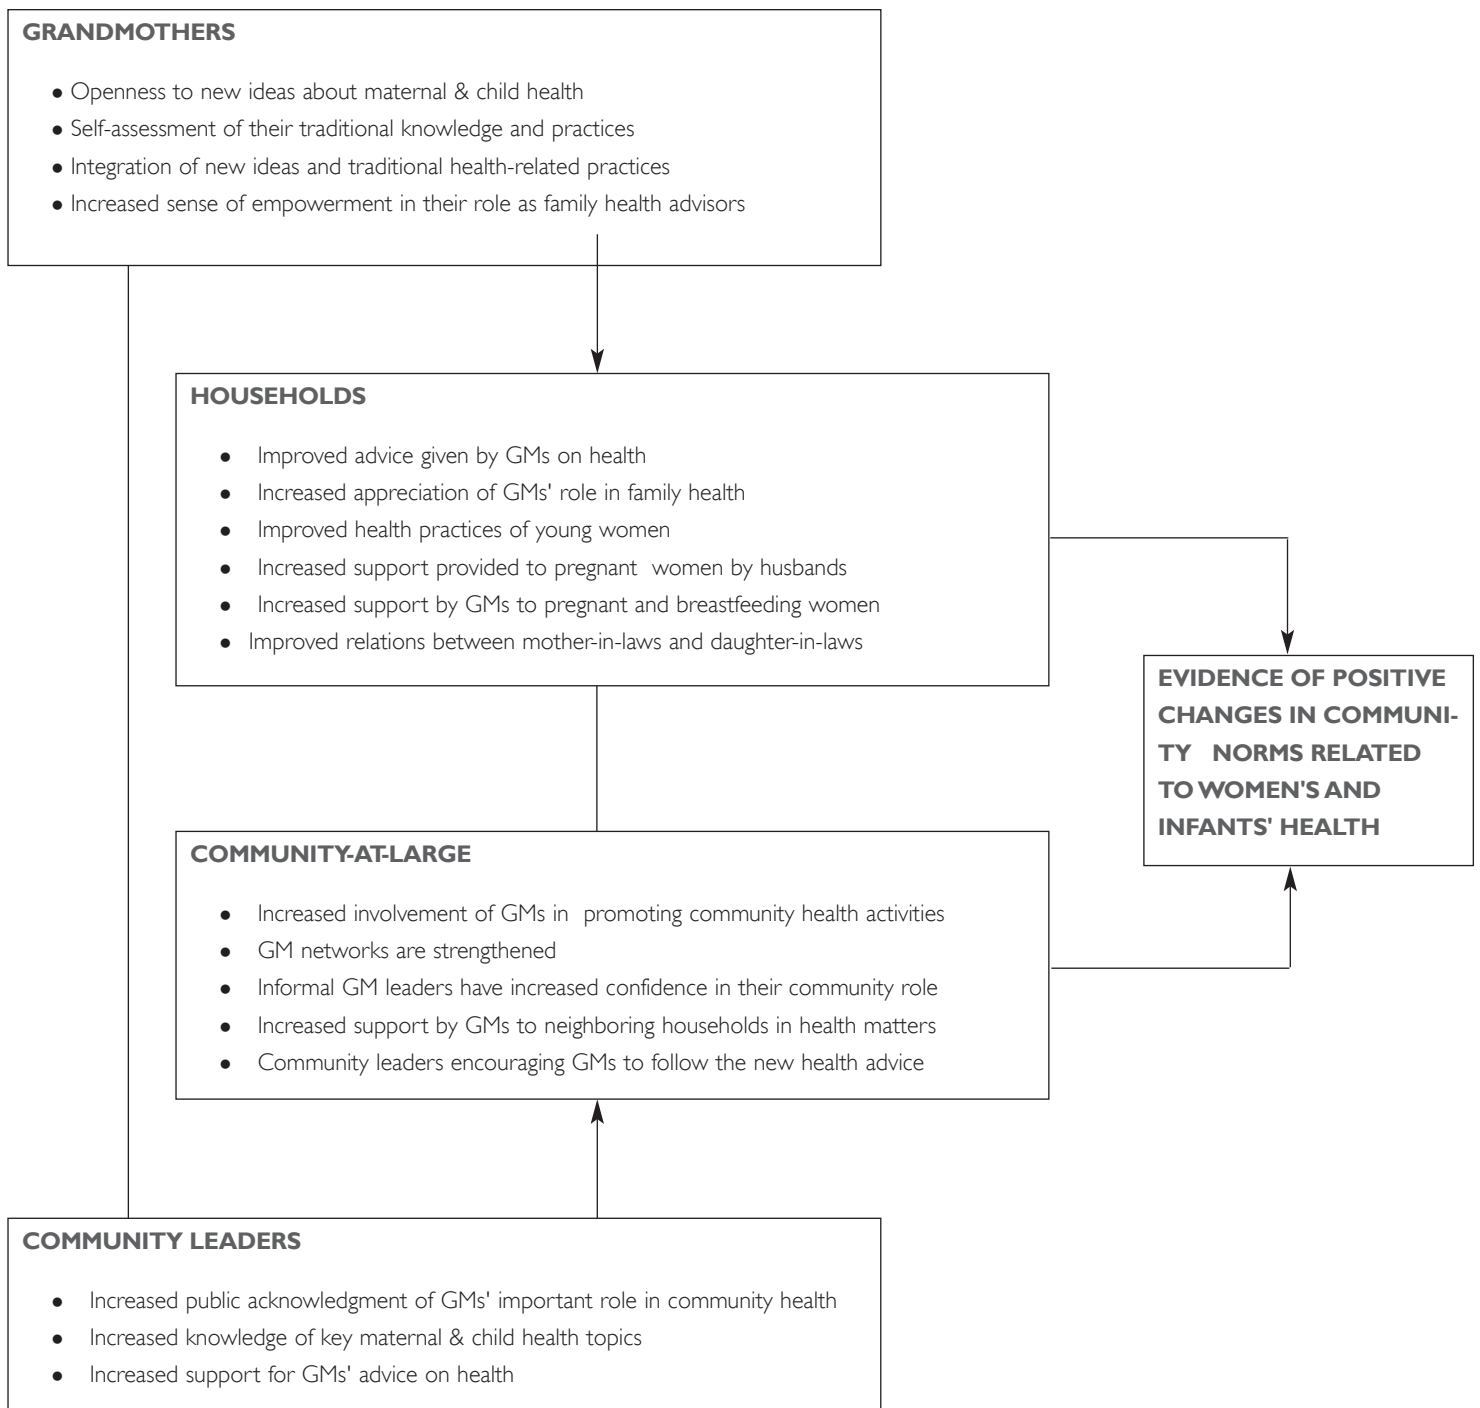 GRANDMOTHERS
● Openness to new ideas about maternal & child health
● Self-assessment of their traditional knowledge and practices
● Integration of new ideas and traditional health-related practices
● Increased sense of empowerment in their role as family health advisors
HOUSEHOLDS
● Improved advice given by GMs on health
● Increased appreciation of GMs' role in family health
● Improved health practices of young women
● Increased support provided to pregnant women by husbands
● Increased support by GMs to pregnant and breastfeeding women
● Improved relations between mother-in-laws and daughter-in-laws
EVIDENCE OF POSITIVE
CHANGES IN COMMUNI-
TY NORMS RELATED
TO WOMEN'S AND
INFANTS' HEALTH
COMMUNITY-AT-LARGE
● Increased involvement of GMs in promoting community health activities
● GM networks are strengthened
● Informal GM leaders have increased confidence in their community role
● Increased support by GMs to neighboring households in health matters
● Community leaders encouraging GMs to follow the new health advice
COMMUNITY LEADERS
● Increased public acknowledgment of GMs' important role in community health
● Increased knowledge of key maternal & child health topics
● Increased support for GMs' advice on health